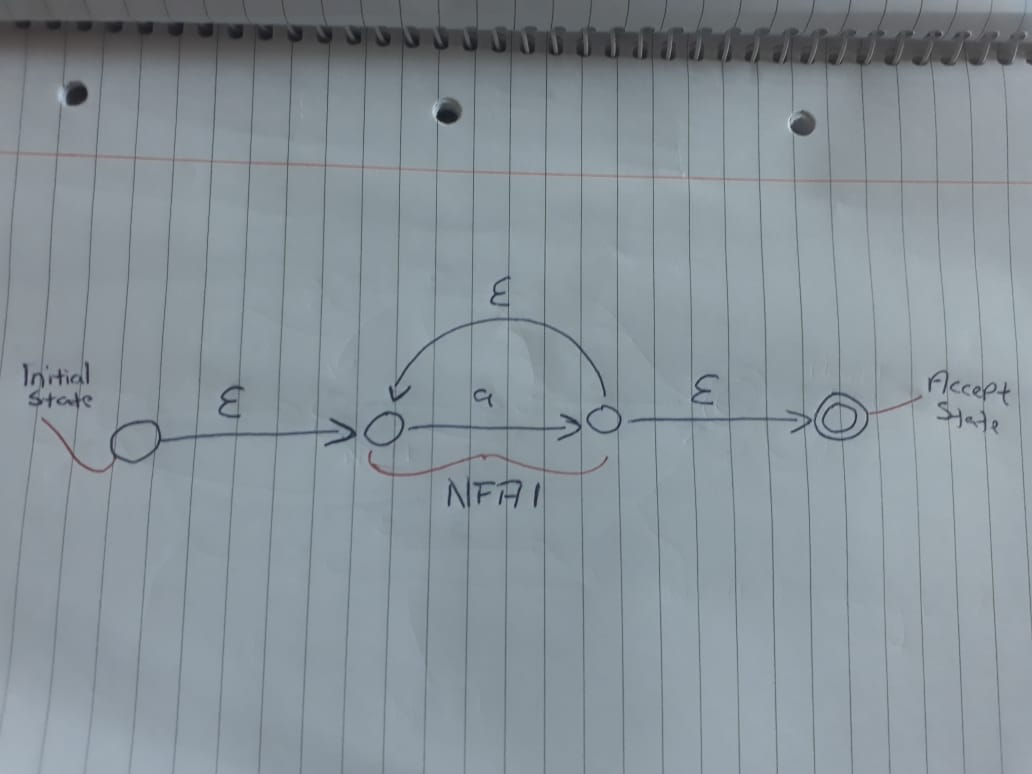 ε
Initial
State
ε
a
ε
Accept
State
NFA1